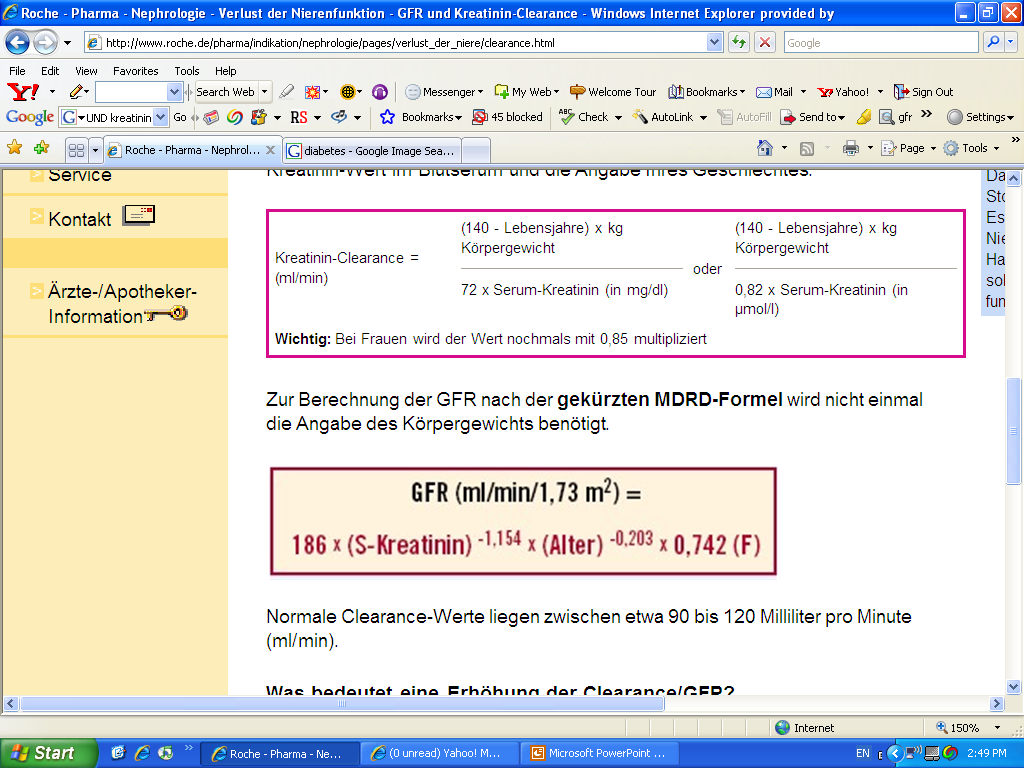 Roche - Pharma - Nephrologie - Verlust der Nierenfunktion - GFR und Kreatinin-Clearance - Windows Internet Explorer provided by
http://www.roche.de/pharma/indikation/nephrologie/pages/verlust_der_niere/clearance.html
Google
File Edit View Favorites Tools Help
Y! Search Web Messenger My Web Welcome Tour Bookmarks Mail Yahoo! Sign Out
Google G UND kreatinin Go RS Bookmarks 45 blocked Check AutoLink AutoFill Send to gfr Settings
Roche - Pharma - Nephrol... diabetes - Google Image Sea... Page Tools
Service
Kontakt
Ärzte-/Apotheker-
Information
Kreatinin-Wert im Blutserum und die Angabe Ihres Geschlechtes.
Kreatinin-Clearance =
(ml/min)
(140 - Lebensjahre) x kg
Körpergewicht
72 x Serum-Kreatinin (in mg/dl)
oder
(140 - Lebensjahre) x kg
Körpergewicht
0,82 x Serum-Kreatinin (in
µmol/l)
Wichtig: Bei Frauen wird der Wert nochmals mit 0,85 multipliziert
Zur Berechnung der GFR nach der gekürzten MDRD-Formel wird nicht einmal
die Angabe des Körpergewichts benötigt.
GFR (ml/min/1,73 m²) =
186 x (S-Kreatinin) -1,154 x (Alter) -0,203 x 0,742 (F)
Normale Clearance-Werte liegen zwischen etwa 90 bis 120 Milliliter pro Minute
(ml/min).
Was bedeutet eine Erhöhung der Clearance/GFR?
Da
Sto
Es
Nie
Ha
sol
fun
Internet 150%
Start Roche - Pharma - Ne... (0 unread) Yahoo! M... Microsoft PowerPoint ... EN 2:49 PM